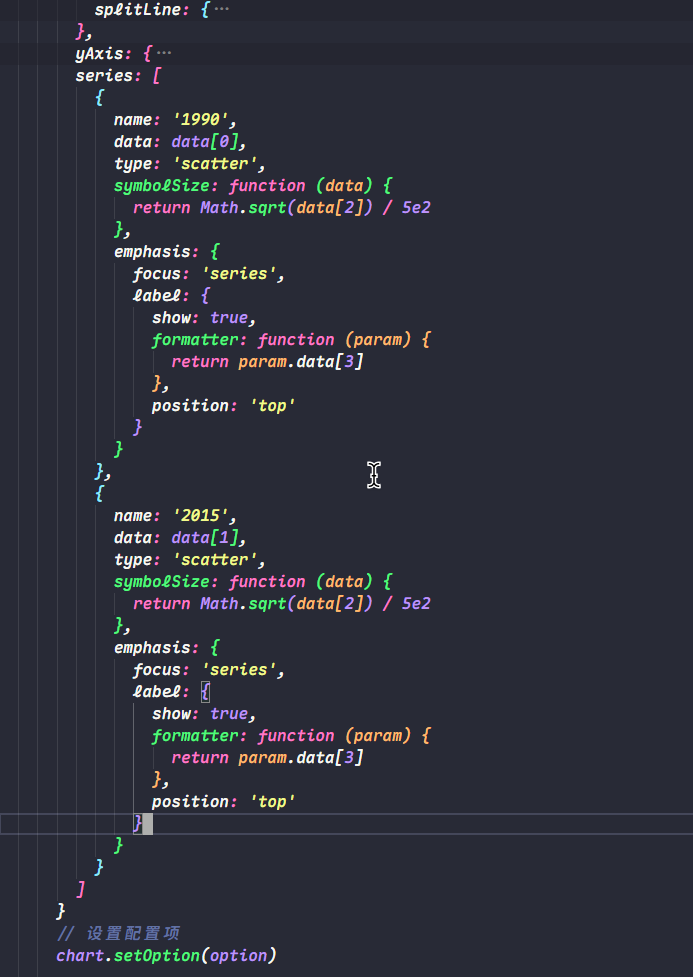 splitLine: {···
},
yAxis: {···
series: [
{
name: '1990',
data: data[0],
type: 'scatter',
symbolSize: function (data) {
return Math.sqrt(data[2]) / 5e2
},
emphasis: {
focus: 'series',
label: {
show: true,
formatter: function (param) {
return param.data[3]
},
position: 'top'
}
}
},
{
name: '2015',
data: data[1],
type: 'scatter',
symbolSize: function (data) {
return Math.sqrt(data[2]) / 5e2
},
emphasis: {
focus: 'series',
label: {
show: true,
formatter: function (param) {
return param.data[3]
},
position: 'top'
}
}
}
]
}
// 设置配置项
chart.setOption(option)